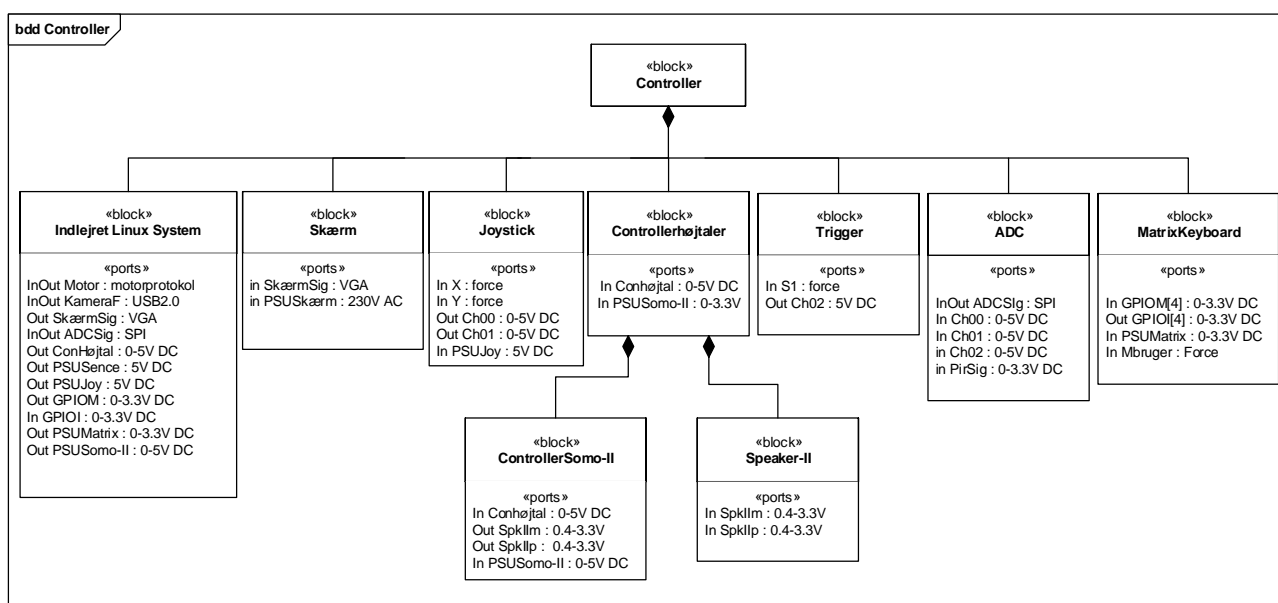 bdd Controller
«block»
Controller
«block»
Indlejret Linux System
«ports»
InOut Motor : motorprotokol
InOut KameraF : USB2.0
Out SkærmSig : VGA
InOut ADCSig : SPI
Out ConHøjtal : 0-5V DC
Out PSUSence : 5V DC
Out PSUJoy : 5V DC
Out GPIOM : 0-3.3V DC
In GPIOI : 0-3.3V DC
Out PSUMatrix : 0-3.3V DC
Out PSUSomo-II : 0-5V DC
«block»
Skærm
«ports»
in SkærmSig : VGA
in PSUSkærm : 230V AC
«block»
Joystick
«ports»
In X : force
In Y : force
Out Ch00 : 0-5V DC
Out Ch01 : 0-5V DC
In PSUJoy : 5V DC
«block»
Controllerhøjtaler
«ports»
In Conhøjtal : 0-5V DC
In PSUSomo-II : 0-3.3V
«block»
Trigger
«ports»
In S1 : force
Out Ch02 : 5V DC
«block»
ADC
«ports»
InOut ADCSIg : SPI
In Ch00 : 0-5V DC
In Ch01 : 0-5V DC
in Ch02 : 0-5V DC
in PirSig : 0-3.3V DC
«block»
MatrixKeyboard
«ports»
In GPIOM[4] : 0-3.3V DC
Out GPIOI[4] : 0-3.3V DC
In PSUMatrix : 0-3.3V DC
In Mbruger : Force
«block»
ControllerSomo-II
«ports»
In Conhøjtal : 0-5V DC
Out SpkIIm : 0.4-3.3V
Out SpkIIp : 0.4-3.3V
In PSUSomo-II : 0-5V DC
«block»
Speaker-II
«ports»
In SpkIIm : 0.4-3.3V
In SpkIIp : 0.4-3.3V